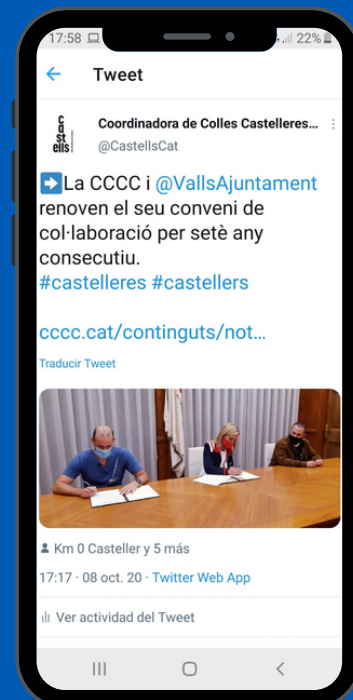 17:58 22%
Tweet
castells
Coordinadora de Colles Castelleres...
@CastellsCat
➡La CCCC i @VallsAjuntament
renoven el seu conveni de
col·laboració per setè any
consecutiu.
#castelleres #castellers
cccc.cat/continguts/not...
Traducir Tweet
Km 0 Casteller y 5 más
17:17 · 08 oct. 20 · Twitter Web App
Ver actividad del Tweet